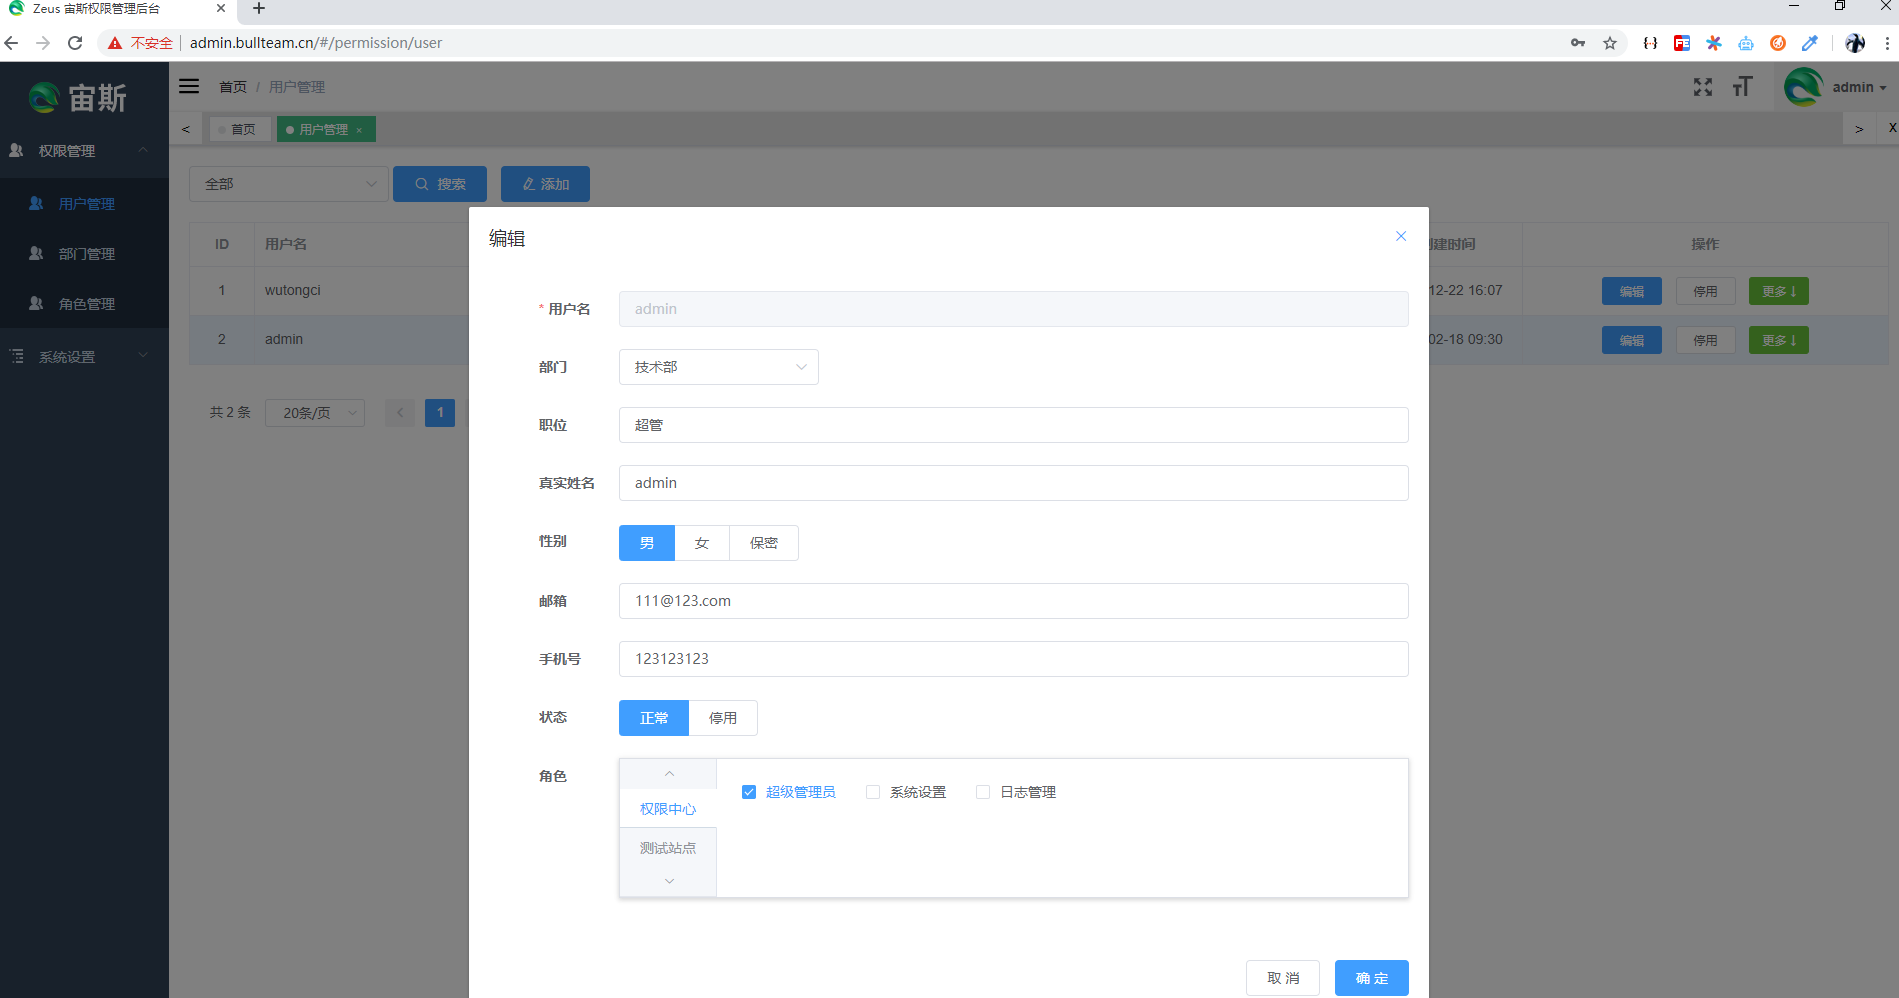 Zeus 宙斯权限管理后台
不安全 admin.bullteam.cn/#/permission/user
宙斯
首页 / 用户管理
admin
< 首页 用户管理 × > X
权限管理
用户管理
部门管理
角色管理
系统设置
全部 搜索 添加
ID 用户名 创建时间 操作
1 wutongci 12-22 16:07 编辑 停用 更多↓
2 admin 02-18 09:30 编辑 停用 更多↓
共 2 条 20条/页 < 1
编辑
* 用户名 admin
部门 技术部
职位 超管
真实姓名 admin
性别 男 女 保密
邮箱 111@123.com
手机号 123123123
状态 正常 停用
角色 权限中心 超级管理员 系统设置 日志管理
测试站点
取 消 确 定